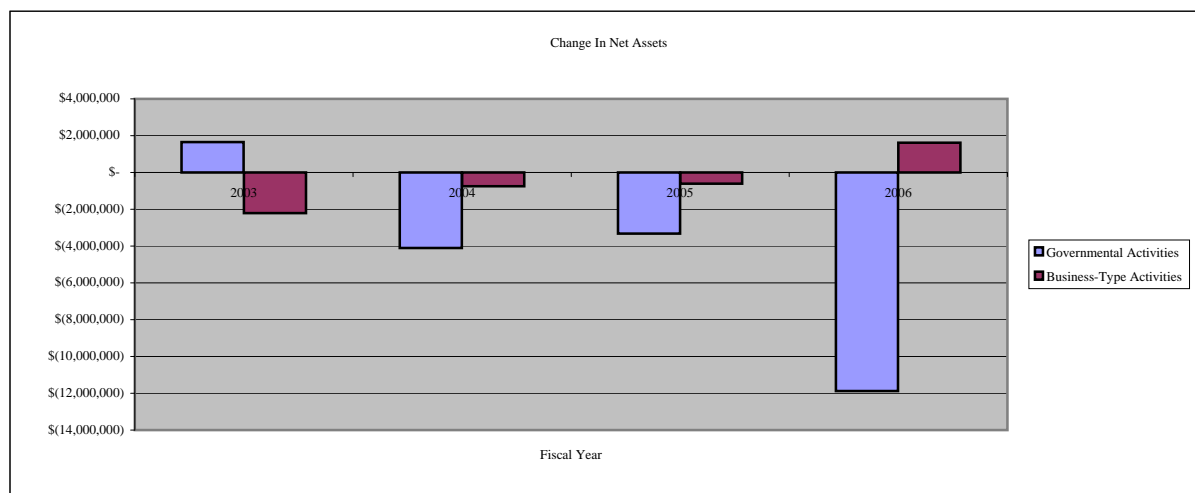 Change In Net Assets
$4,000,000
$2,000,000
$-
$(2,000,000)
$(4,000,000)
$(6,000,000)
$(8,000,000)
$(10,000,000)
$(12,000,000)
$(14,000,000)
2003 2004 2005 2006
Fiscal Year
Governmental Activities
Business-Type Activities